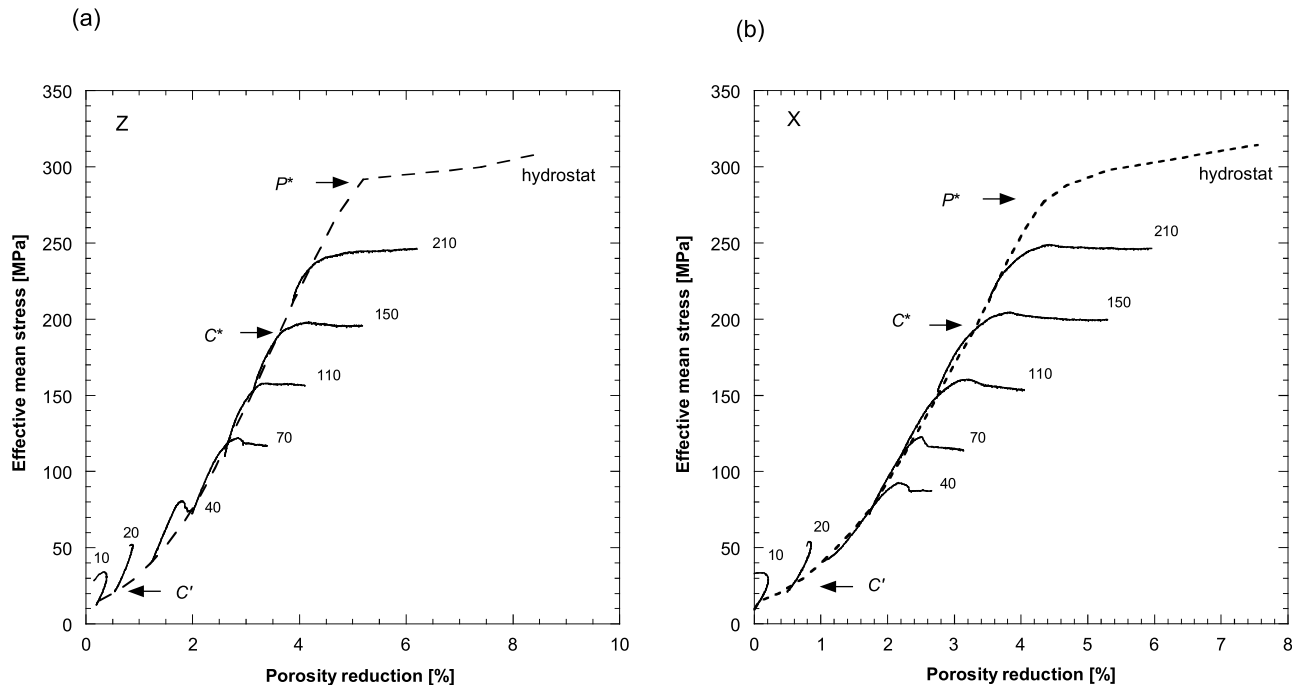 (a)
(b)
Z
X
350
300
250
200
150
100
50
0
0
2
4
6
8
10
Effective mean stress [MPa]
Porosity reduction [%]
P*
hydrostat
210
C*
150
110
70
40
20
10
C'
350
300
250
200
150
100
50
0
0
1
2
3
4
5
6
7
8
Effective mean stress [MPa]
Porosity reduction [%]
P*
hydrostat
210
C*
150
110
70
40
20
10
C'